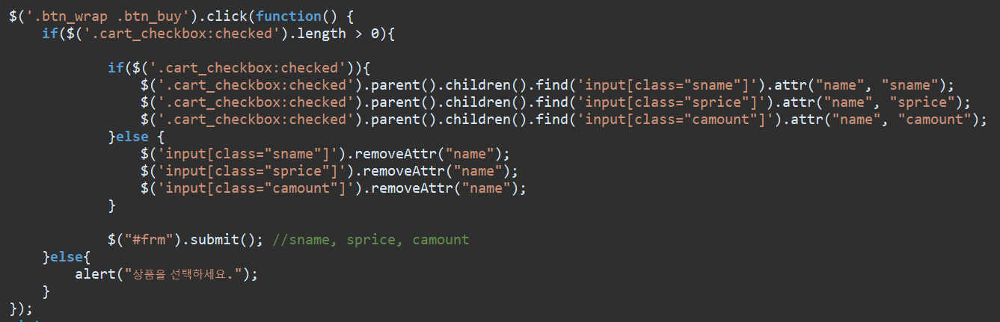 $('.btn_wrap .btn_buy').click(function() {
    if($('.cart_checkbox:checked').length > 0){
            if($('.cart_checkbox:checked')){
                $('.cart_checkbox:checked').parent().children().find('input[class="sname"]').attr("name", "sname");
                $('.cart_checkbox:checked').parent().children().find('input[class="sprice"]').attr("name", "sprice");
                $('.cart_checkbox:checked').parent().children().find('input[class="camount"]').attr("name", "camount");
            }else {
                $('input[class="sname"]').removeAttr("name");
                $('input[class="sprice"]').removeAttr("name");
                $('input[class="camount"]').removeAttr("name");
            }
            $("#frm").submit(); //sname, sprice, camount
    }else{
        alert("상품을 선택하세요.");
    }
});